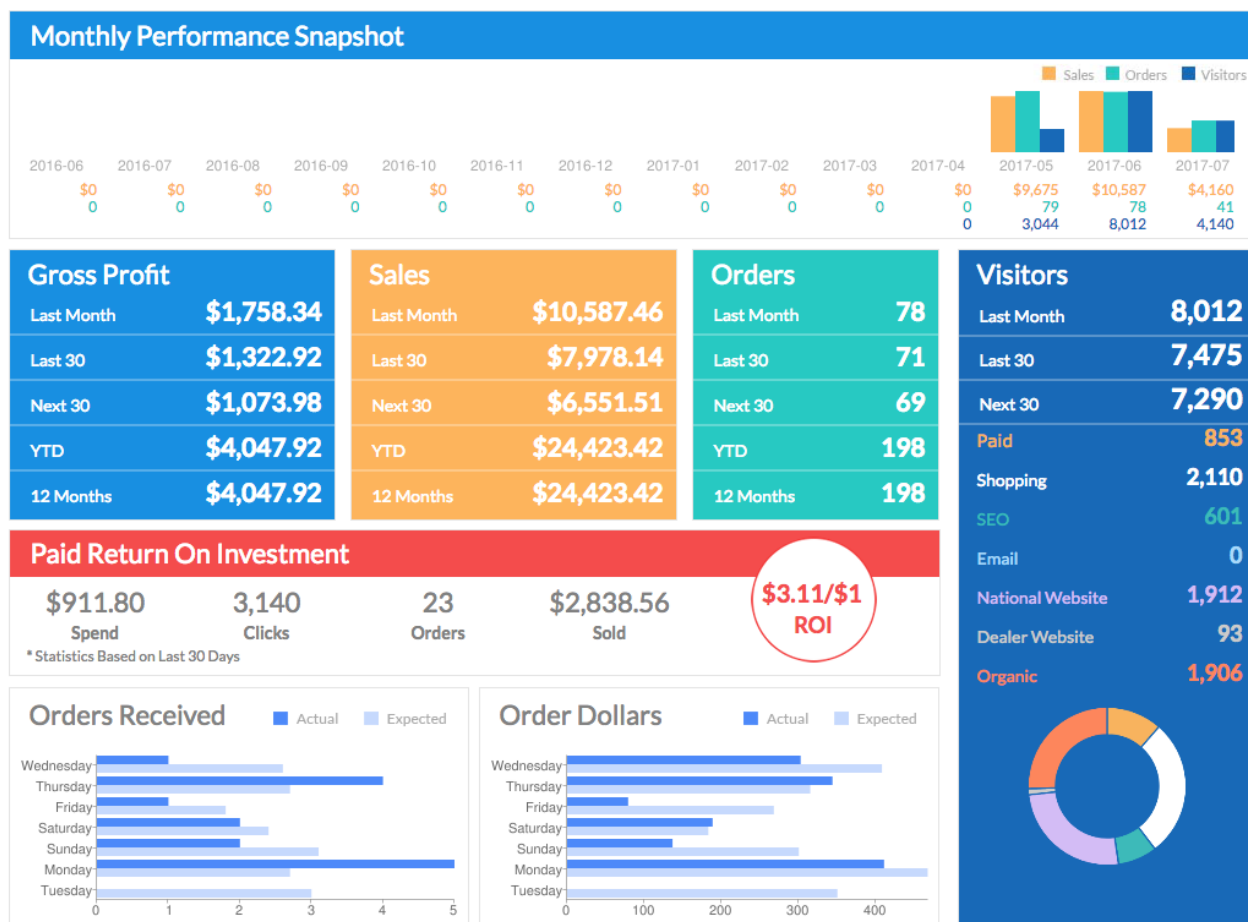 Monthly Performance Snapshot
Sales Orders Visitors
2016-06 2016-07 2016-08 2016-09 2016-10 2016-11 2016-12 2017-01 2017-02 2017-03 2017-04 2017-05 2017-06 2017-07
$0 $0 $0 $0 $0 $0 $0 $0 $0 $0 $0 $9,675 $10,587 $4,160
0 0 0 0 0 0 0 0 0 0 0 79 78 41
0 3,044 8,012 4,140
Gross Profit
Last Month $1,758.34
Last 30 $1,322.92
Next 30 $1,073.98
YTD $4,047.92
12 Months $4,047.92
Sales
Last Month $10,587.46
Last 30 $7,978.14
Next 30 $6,551.51
YTD $24,423.42
12 Months $24,423.42
Orders
Last Month 78
Last 30 71
Next 30 69
YTD 198
12 Months 198
Visitors
Last Month 8,012
Last 30 7,475
Next 30 7,290
Paid 853
Shopping 2,110
SEO 601
Email 0
National Website 1,912
Dealer Website 93
Organic 1,906
Paid Return On Investment
$911.80 3,140 23 $2,838.56
Spend Clicks Orders Sold
* Statistics Based on Last 30 Days
$3.11/$1
ROI
Orders Received
Actual Expected
Wednesday
Thursday
Friday
Saturday
Sunday
Monday
Tuesday
0 1 2 3 4 5
Order Dollars
Actual Expected
Wednesday
Thursday
Friday
Saturday
Sunday
Monday
Tuesday
0 100 200 300 400